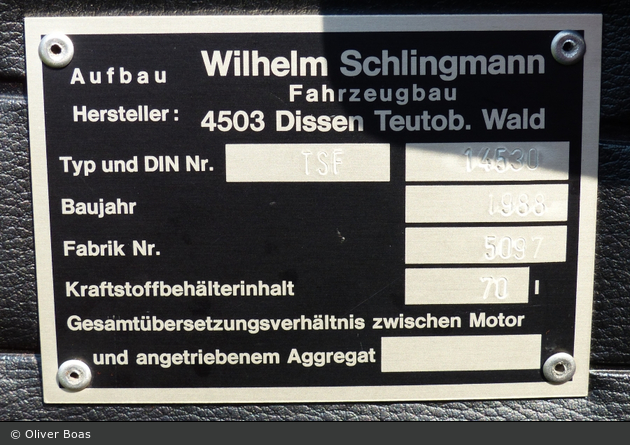 Aufbau Wilhelm Schlingmann
Fahrzeugbau
Hersteller: 4503 Dissen Teutob. Wald
Typ und DIN Nr. TSF 14530
Baujahr 1988
Fabrik Nr. 5097
Kraftstoffbehälterinhalt 70 l
Gesamtübersetzungsverhältnis zwischen Motor
und angetriebenem Aggregat
© Oliver Boas